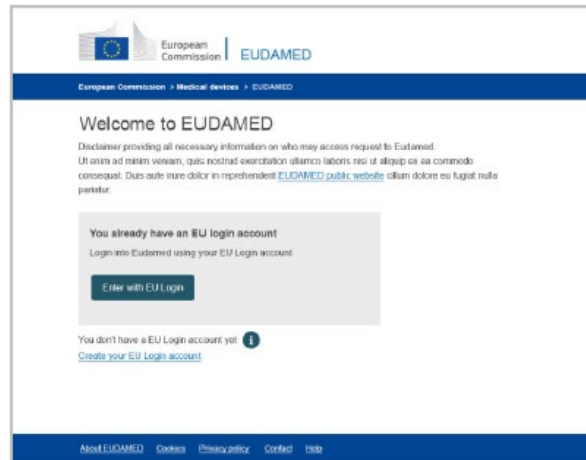 European
Commission
EUDAMED
European Commission > Medical devices > EUDAMED
Welcome to EUDAMED
Disclaimer providing all necessary information on who may access request to Eudamed.
Ut enim ad minim veniam, quis nostrud exercitation ullamco laboris nisi ut aliquip ex ea commodo
consequat. Duis aute irure dolor in reprehenderit EUDAMED public website cillum dolore eu fugiat nulla
pariatur.
You already have an EU login account
Login into Eudamed using your EU Login account
Enter with EU Login
You don't have a EU Login account yet i
Create your EU Login account
About EUDAMED Cookies Privacy policy Contact Help